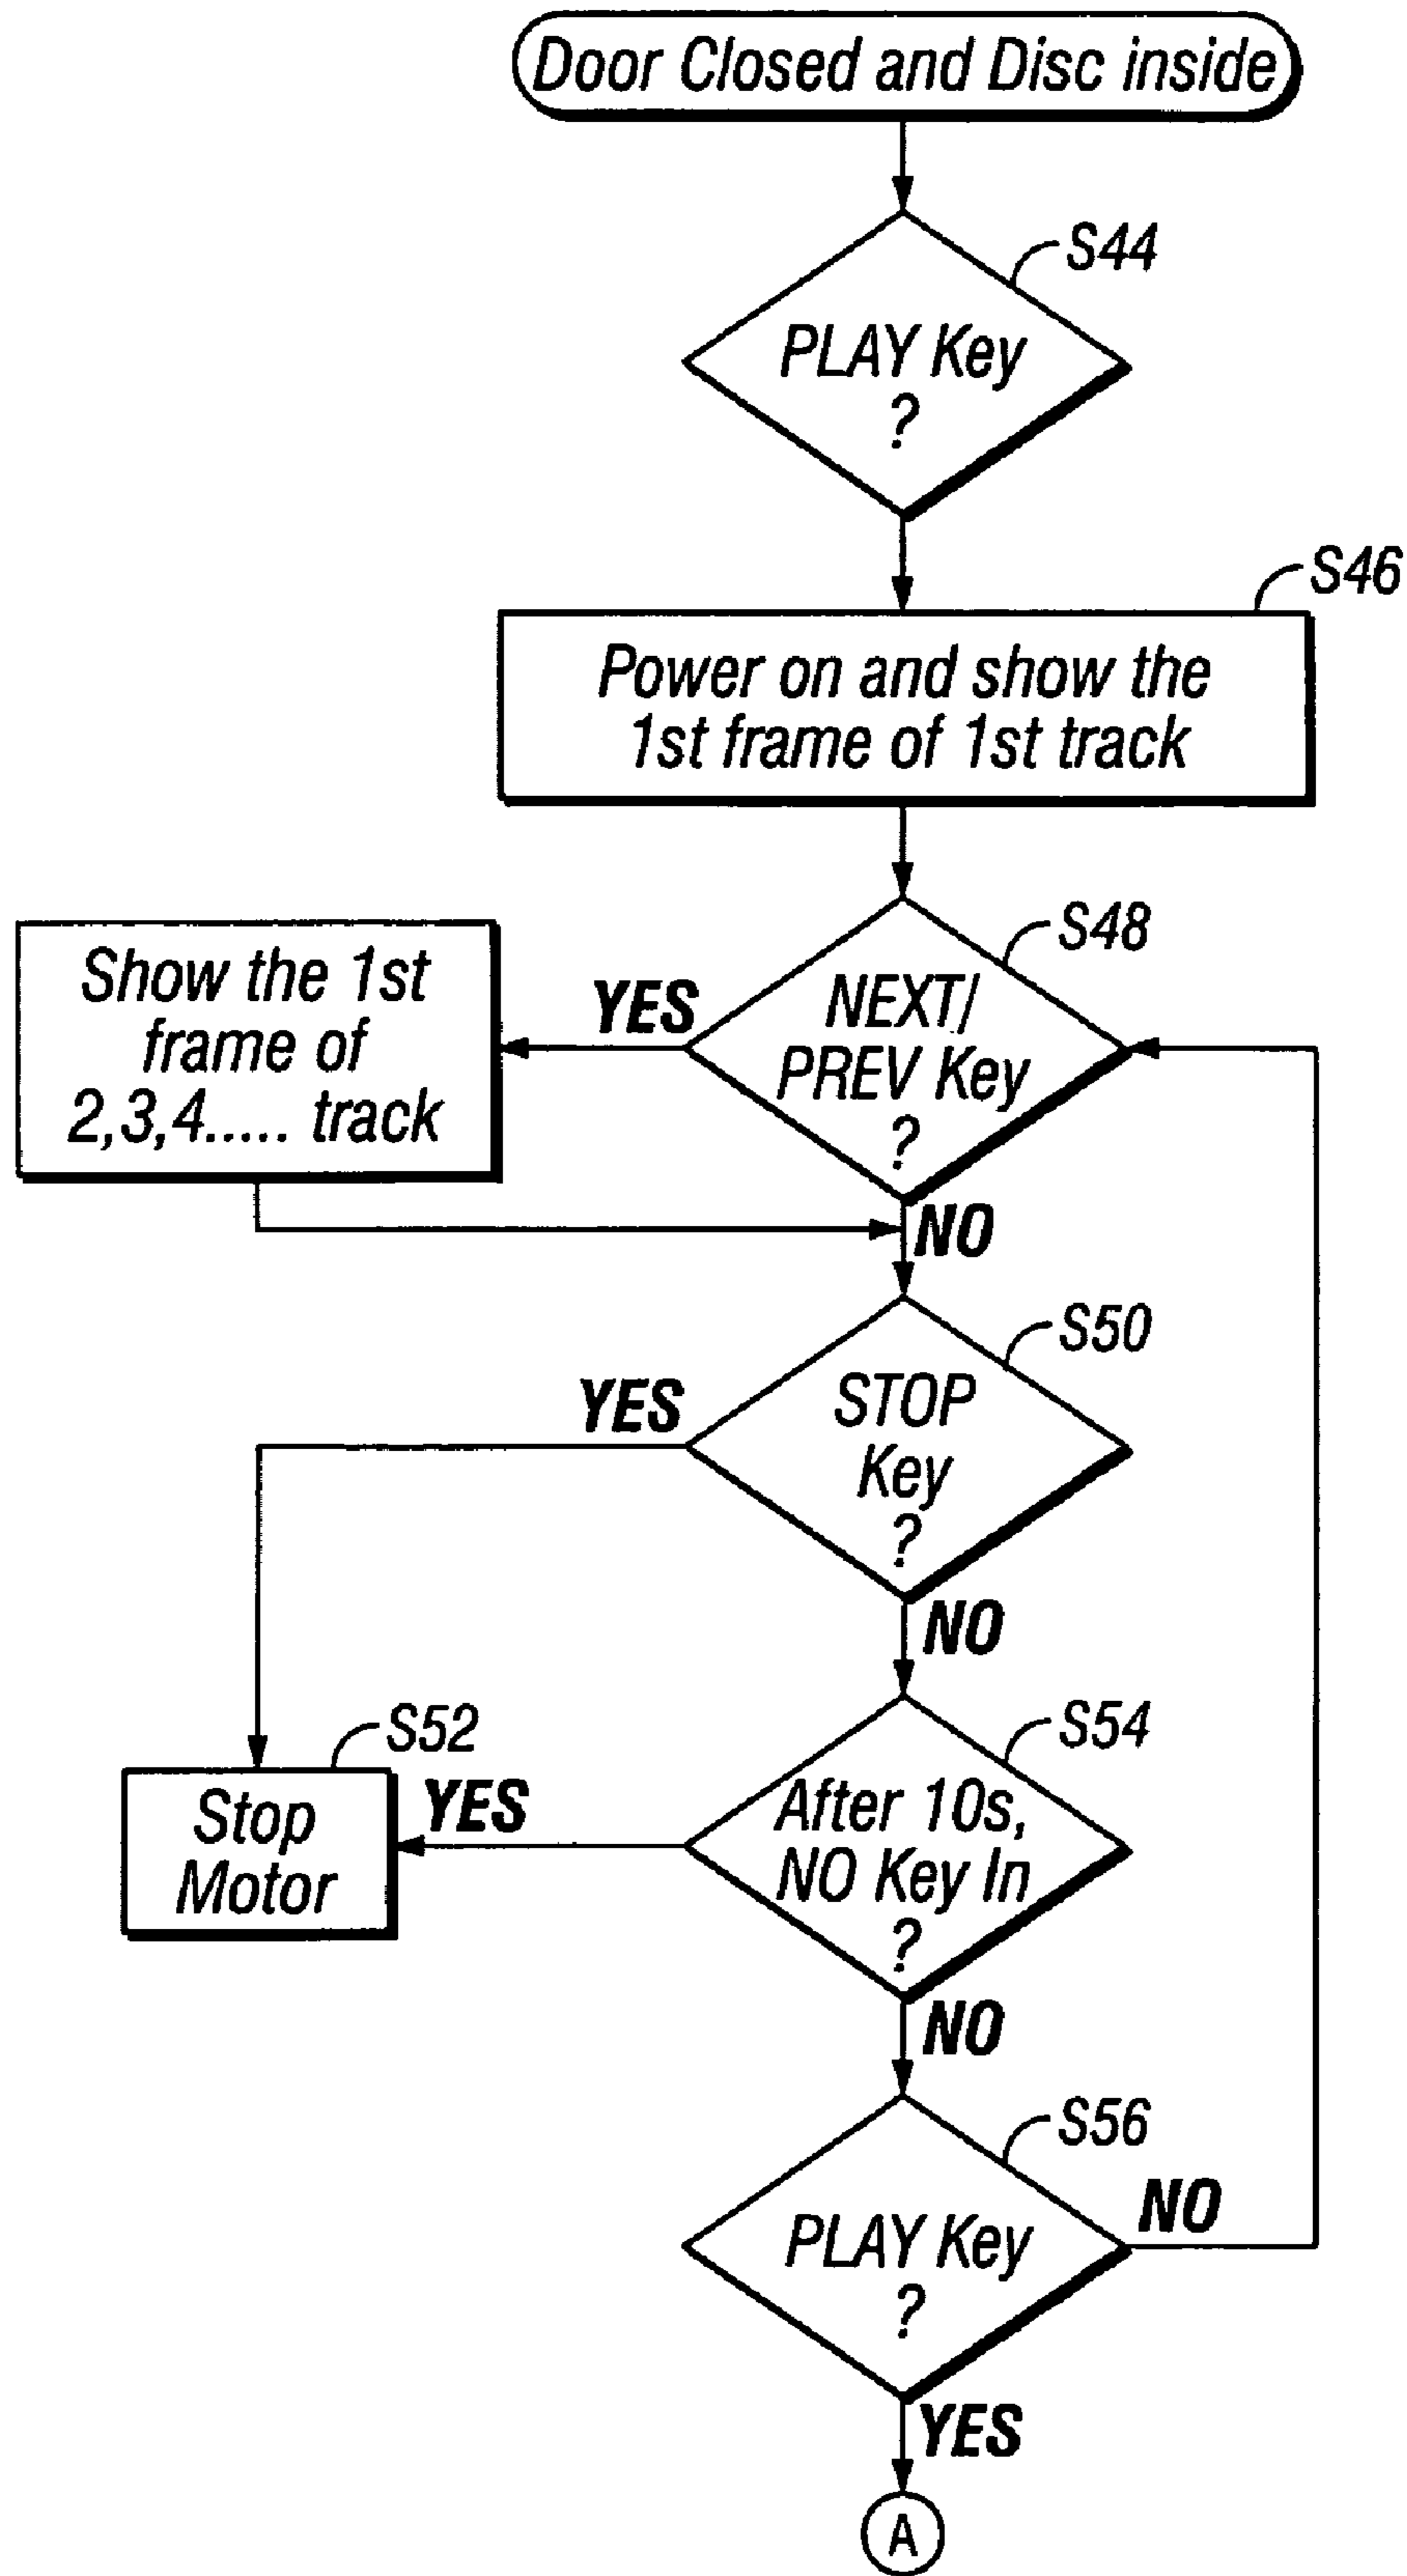 Door Closed and Disc inside
S44
PLAY Key
?
S46
Power on and show the
1st frame of 1st track
S48
Show the 1st
frame of
2,3,4..... track
YES
NEXT/
PREV Key
?
NO
S50
YES
STOP
Key
?
NO
S52
Stop
Motor
YES
S54
After 10s,
NO Key In
?
NO
S56
PLAY Key
?
NO
YES
A